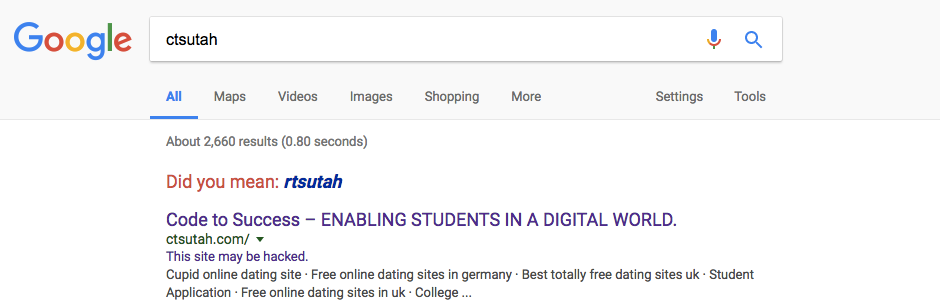 Google ctsutah
All Maps Videos Images Shopping More Settings Tools
About 2,660 results (0.80 seconds)
Did you mean: rtsutah
Code to Success – ENABLING STUDENTS IN A DIGITAL WORLD.
ctsutah.com/
This site may be hacked.
Cupid online dating site · Free online dating sites in germany · Best totally free dating sites uk · Student
Application · Free online dating sites in uk · College ...